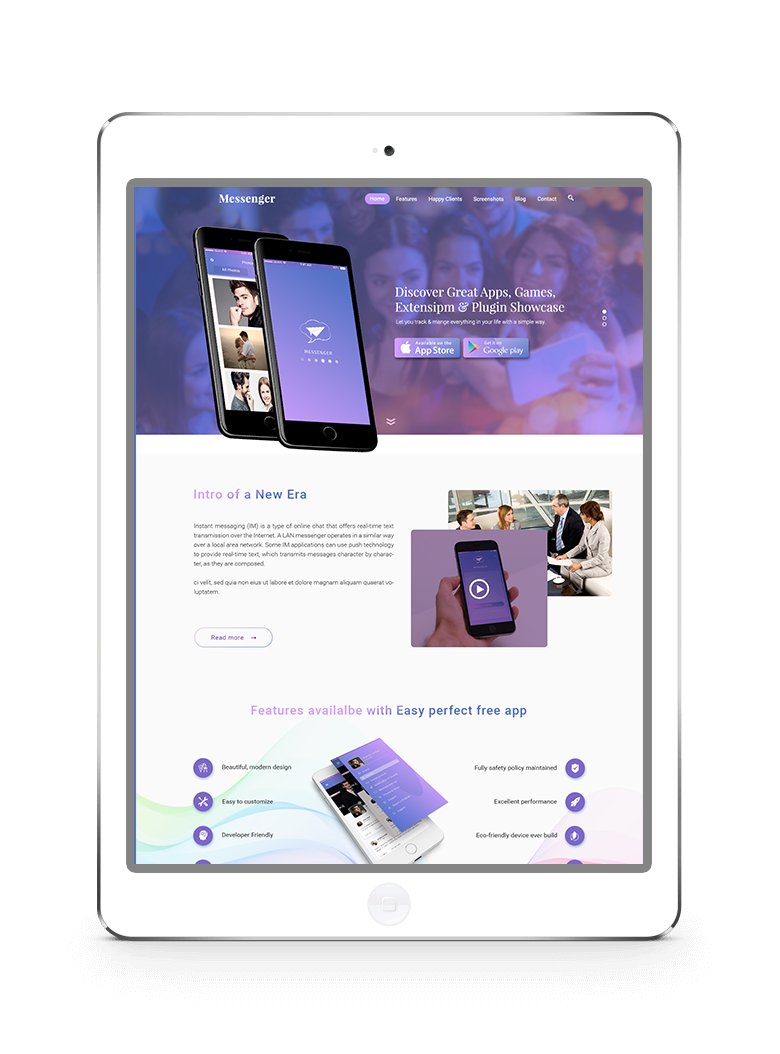 Messenger
Home Features Happy Clients Screenshots Blog Contact
All Photos
MESSENGER
Discover Great Apps, Games,
Extensipm & Plugin Showcase
Let you track & mange everything in your life with a simple way.
Available on the
App Store
Get it on
Google play
Intro of a New Era
Instant messaging (IM) is a type of online chat that offers real-time text
transmission over the Internet. A LAN messenger operates in a similar way
over a local area network. Some IM applications can use push technology
to provide real-time text, which transmits messages character by charac-
ter, as they are composed.
ci velit, sed quia non eius ut labore et dolore magnam aliquam quaerat vo-
luptatem.
Read more →
Features availalbe with Easy perfect free app
Beautiful, modern design
Easy to customize
Developer Friendly
Fully safety policy maintained
Excellent performance
Eco-friendly device ever build